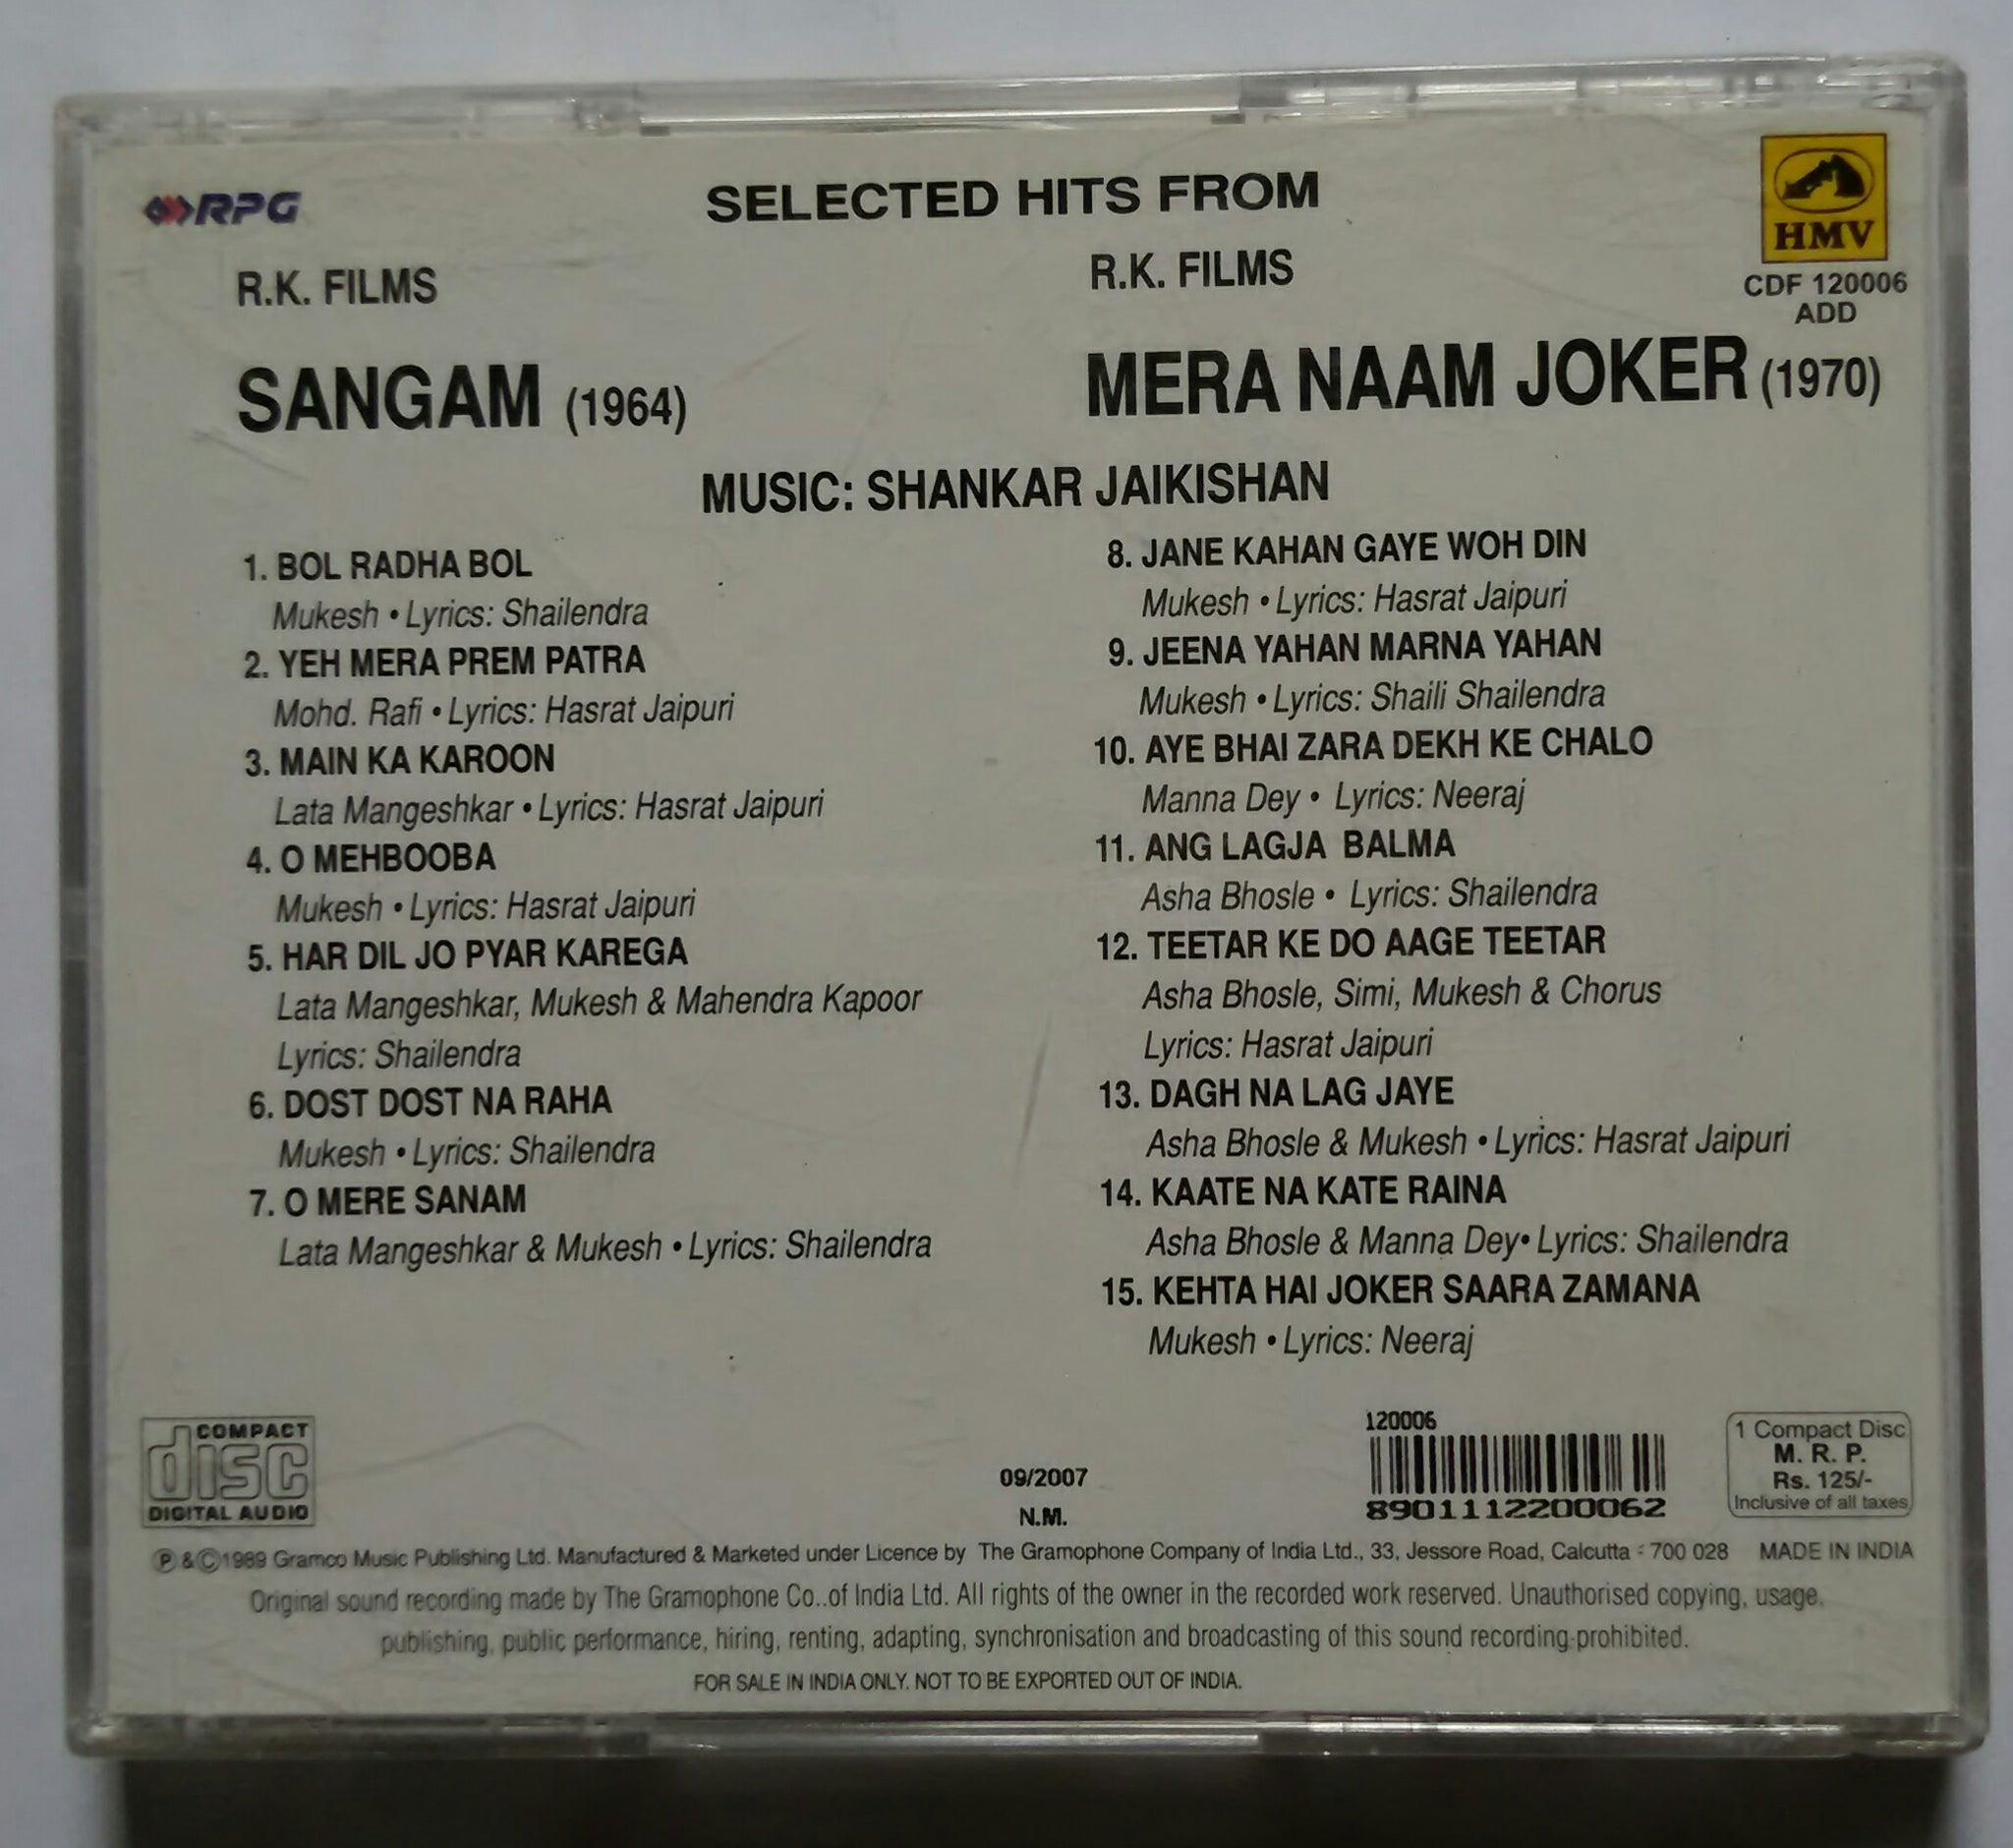 RPG
SELECTED HITS FROM
HMV
CDF 120006
ADD
R.K. FILMS
SANGAM (1964)
R.K. FILMS
MERA NAAM JOKER (1970)
MUSIC: SHANKAR JAIKISHAN
1. BOL RADHA BOL
Mukesh • Lyrics: Shailendra
2. YEH MERA PREM PATRA
Mohd. Rafi • Lyrics: Hasrat Jaipuri
3. MAIN KA KAROON
Lata Mangeshkar • Lyrics: Hasrat Jaipuri
4. O MEHBOOBA
Mukesh • Lyrics: Hasrat Jaipuri
5. HAR DIL JO PYAR KAREGA
Lata Mangeshkar, Mukesh & Mahendra Kapoor
Lyrics: Shailendra
6. DOST DOST NA RAHA
Mukesh • Lyrics: Shailendra
7. O MERE SANAM
Lata Mangeshkar & Mukesh • Lyrics: Shailendra
8. JANE KAHAN GAYE WOH DIN
Mukesh • Lyrics: Hasrat Jaipuri
9. JEENA YAHAN MARNA YAHAN
Mukesh • Lyrics: Shaili Shailendra
10. AYE BHAI ZARA DEKH KE CHALO
Manna Dey • Lyrics: Neeraj
11. ANG LAGJA BALMA
Asha Bhosle • Lyrics: Shailendra
12. TEETAR KE DO AAGE TEETAR
Asha Bhosle, Simi, Mukesh & Chorus
Lyrics: Hasrat Jaipuri
13. DAGH NA LAG JAYE
Asha Bhosle & Mukesh • Lyrics: Hasrat Jaipuri
14. KAATE NA KATE RAINA
Asha Bhosle & Manna Dey• Lyrics: Shailendra
15. KEHTA HAI JOKER SAARA ZAMANA
Mukesh • Lyrics: Neeraj
COMPACT
disc
DIGITAL AUDIO
09/2007
N.M.
120006
8901112200062
1 Compact Disc
M. R. P.
Rs. 125/-
Inclusive of all taxes
℗ & © 1989 Gramco Music Publishing Ltd. Manufactured & Marketed under Licence by The Gramophone Company of India Ltd., 33, Jessore Road, Calcutta - 700 028 MADE IN INDIA
Original sound recording made by The Gramophone Co..of India Ltd. All rights of the owner in the recorded work reserved. Unauthorised copying, usage,
publishing, public performance, hiring, renting, adapting, synchronisation and broadcasting of this sound recording prohibited.
FOR SALE IN INDIA ONLY. NOT TO BE EXPORTED OUT OF INDIA.